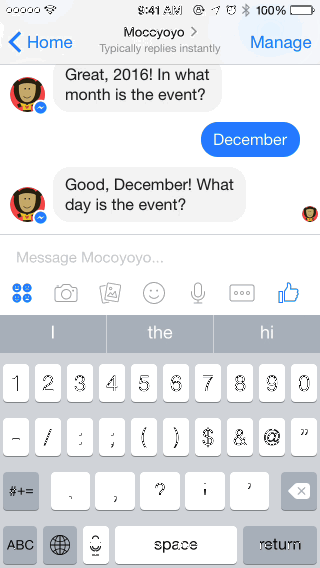 9:41 AM 100%
Home Moccyoyo > Manage
Typically replies instantly
Great, 2016! In what
month is the event?
December
Good, December! What
day is the event?
Message Mocoyoyo...
I the hi
1 2 3 4 5 6 7 8 9 0
- / : ; ( ) $ & @ "
#+= . , ? ! '
ABC space return